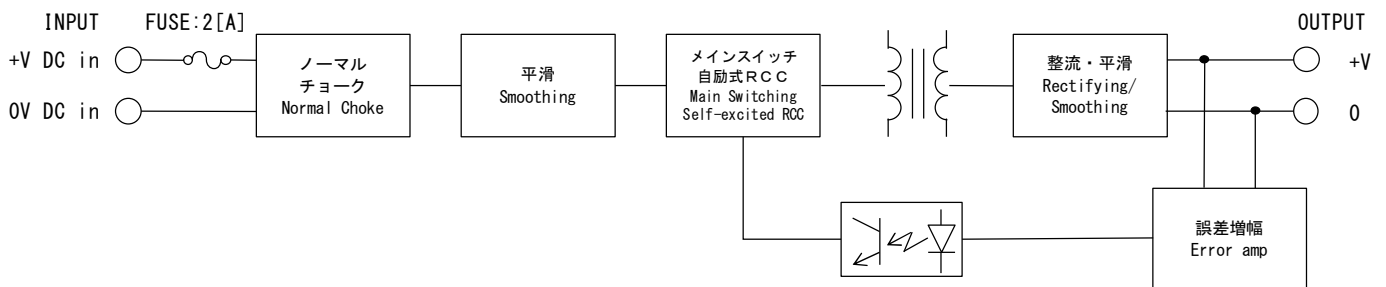 INPUT
FUSE:2[A]
OUTPUT
+V DC in
0V DC in
ノーマル
チョーク
Normal Choke
平滑
Smoothing
メインスイッチ
自励式RCC
Main Switching
Self-excited RCC
整流・平滑
Rectifying/
Smoothing
+V
0
誤差増幅
Error amp